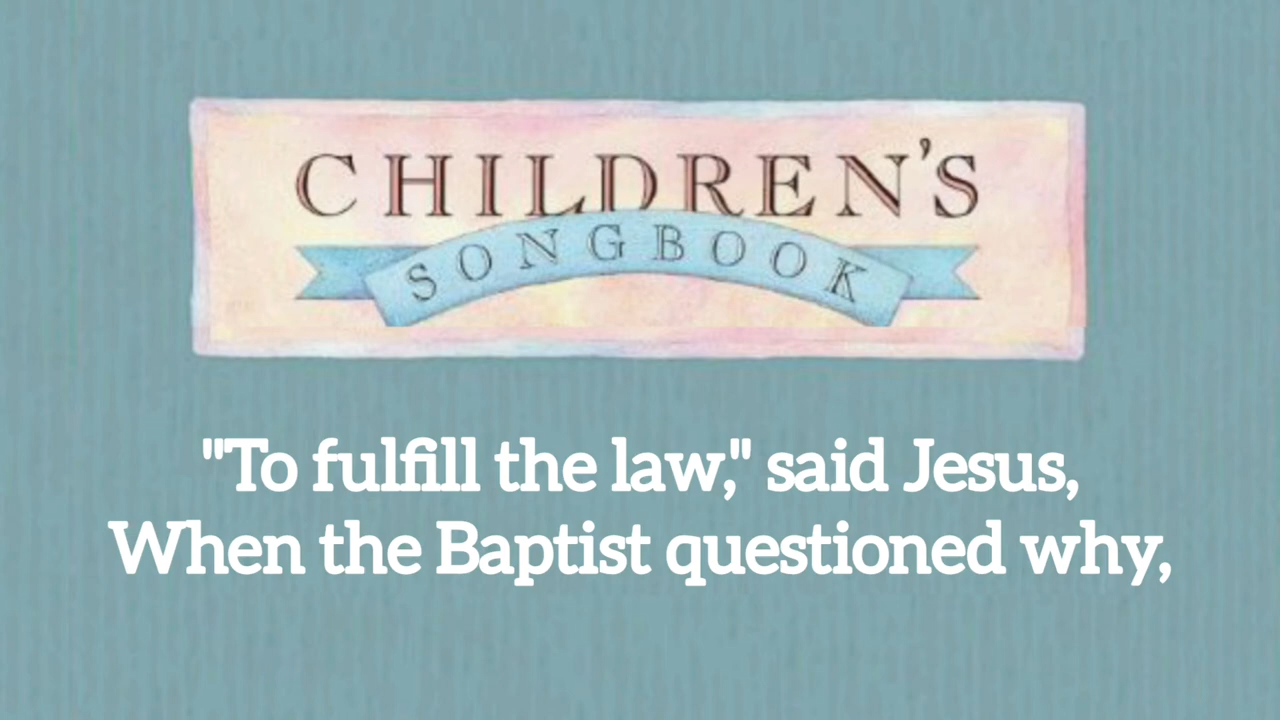 CHILDREN'S
SONGBOOK
"To fulfill the law," said Jesus,
When the Baptist questioned why,